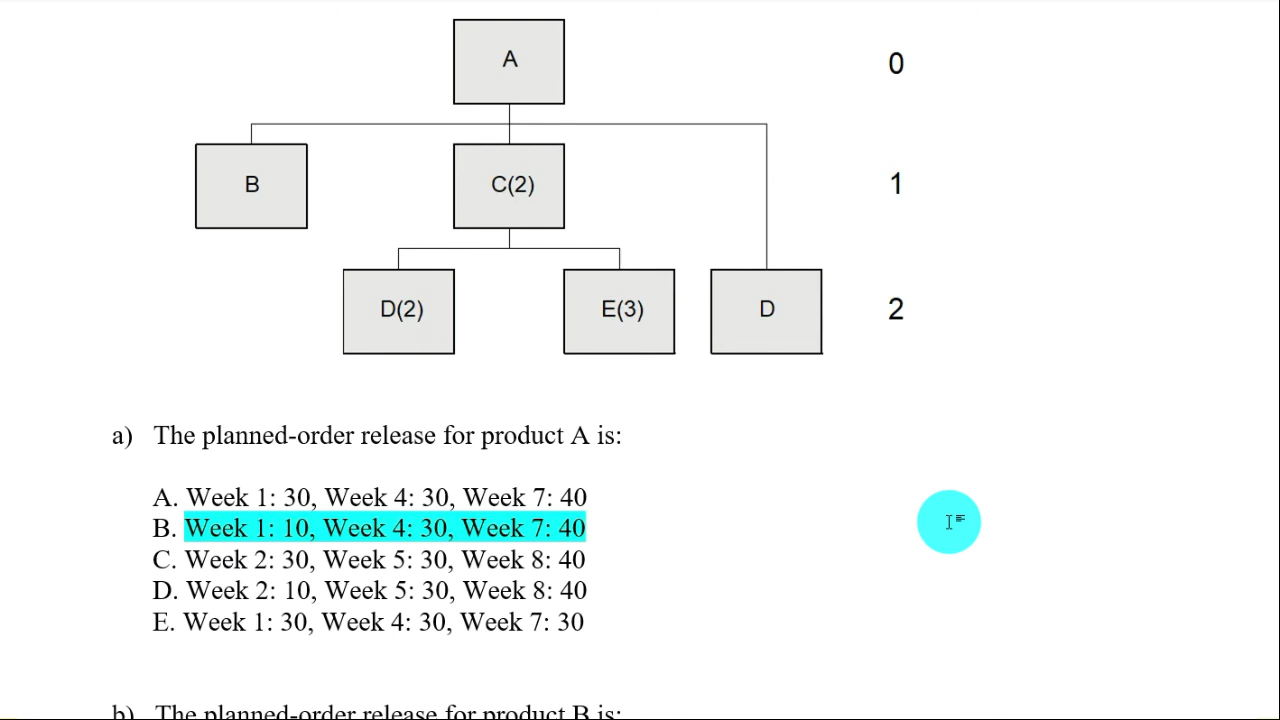 A
0
B
C(2)
1
D(2)
E(3)
D
2
a) The planned-order release for product A is:
A. Week 1: 30, Week 4: 30, Week 7: 40
B. Week 1: 10, Week 4: 30, Week 7: 40
C. Week 2: 30, Week 5: 30, Week 8: 40
D. Week 2: 10, Week 5: 30, Week 8: 40
E. Week 1: 30, Week 4: 30, Week 7: 30
b) The planned-order release for product B is: